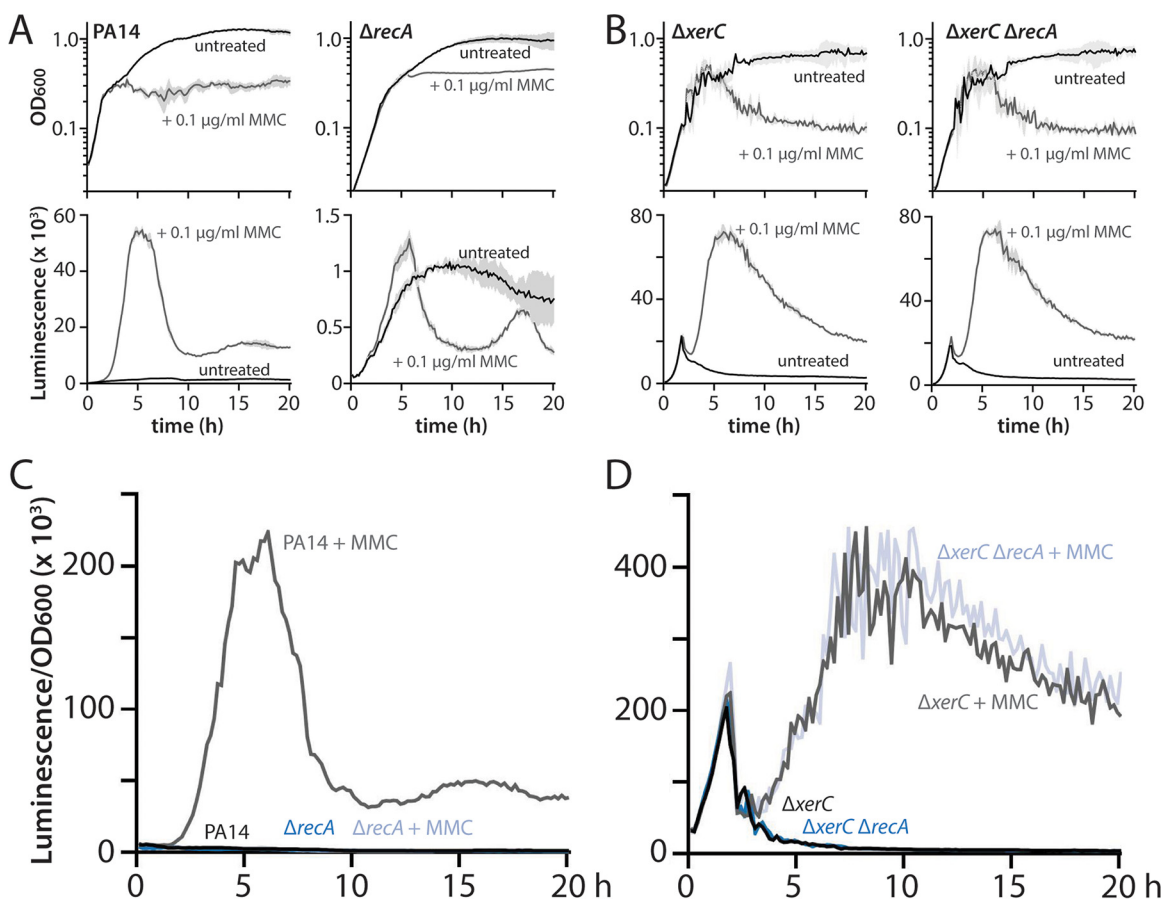 A
PA14
ΔrecA
B
ΔxerC
ΔxerC ΔrecA
OD600
1.0
0.1
untreated
+ 0.1 µg/ml MMC
1.0
0.1
untreated
+ 0.1 µg/ml MMC
1.0
0.1
untreated
+ 0.1 µg/ml MMC
1.0
0.1
untreated
+ 0.1 µg/ml MMC
Luminescence (x 10³)
60
40
20
0
+ 0.1 µg/ml MMC
untreated
0 5 10 15 20
time (h)
1.5
1
0.5
0
untreated
+ 0.1 µg/ml MMC
0 5 10 15 20
time (h)
80
40
0
+ 0.1 µg/ml MMC
untreated
0 5 10 15 20
time (h)
80
40
0
+ 0.1 µg/ml MMC
untreated
0 5 10 15 20
time (h)
C
Luminescence/OD600 (x 10³)
200
100
0
PA14 + MMC
PA14
ΔrecA
ΔrecA + MMC
0 5 10 15 20 h
D
400
200
0
ΔxerC ΔrecA + MMC
ΔxerC + MMC
ΔxerC
ΔxerC ΔrecA
0 5 10 15 20 h